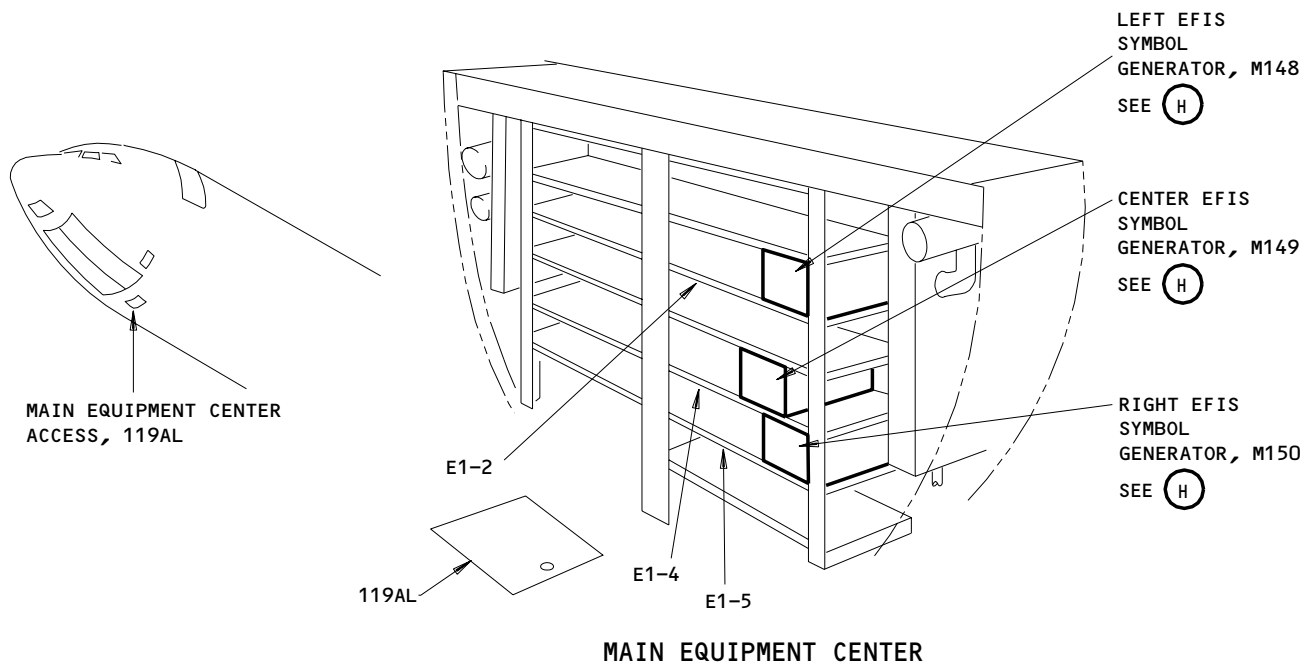 LEFT EFIS
SYMBOL
GENERATOR, M148
SEE H
CENTER EFIS
SYMBOL
GENERATOR, M149
SEE H
MAIN EQUIPMENT CENTER
ACCESS, 119AL
RIGHT EFIS
SYMBOL
GENERATOR, M150
SEE H
E1-2
E1-4
119AL
E1-5
MAIN EQUIPMENT CENTER